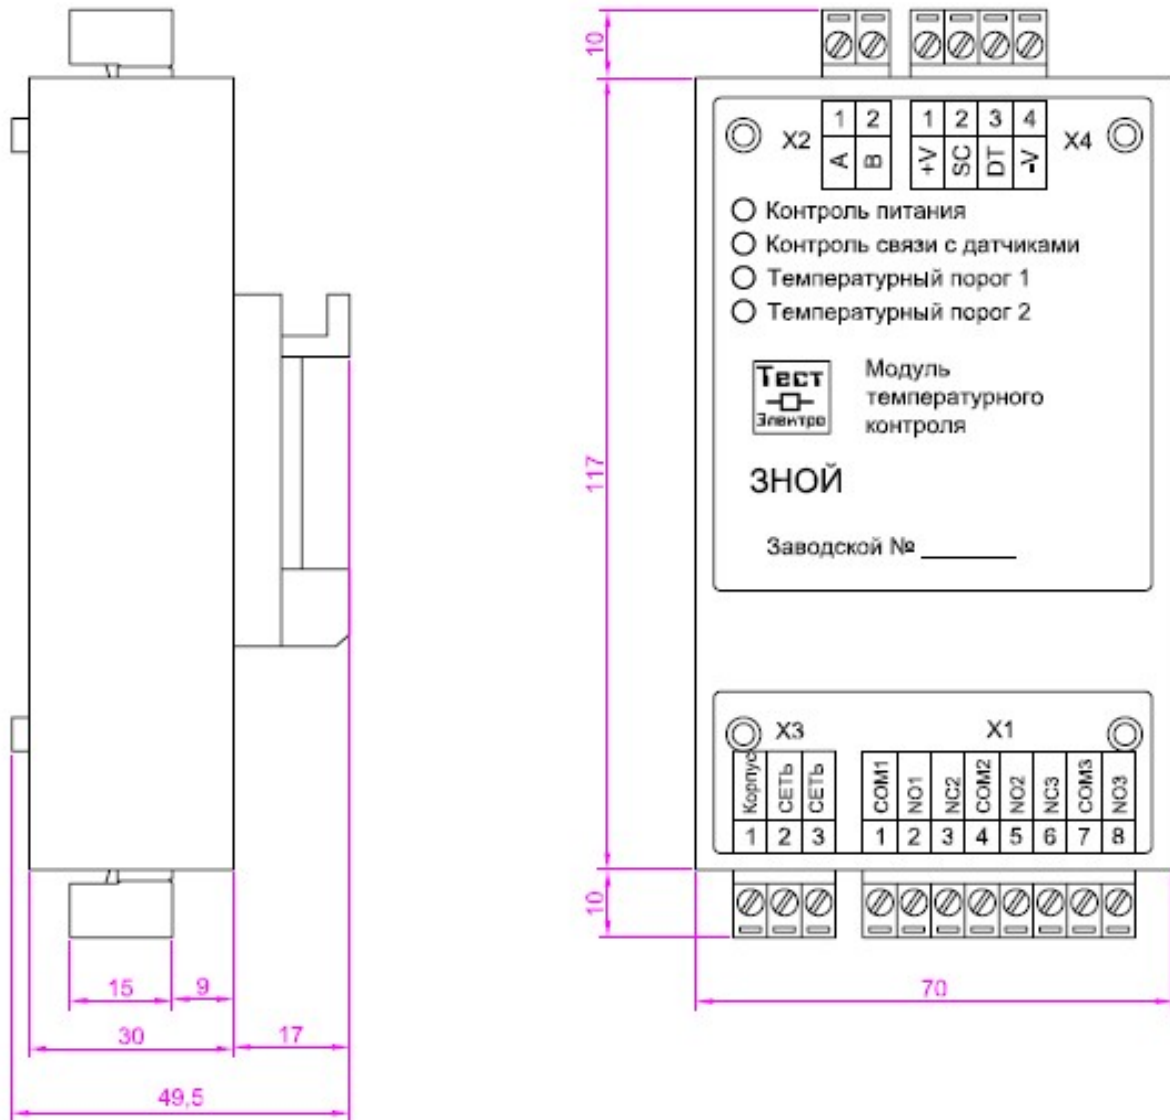 10
1 2 1 2 3 4
X2 X4
A B +V SC DT -V
Контроль питания
Контроль связи с датчиками
Температурный порог 1
Температурный порог 2
Тест
Электро
Модуль
температурного
контроля
117
ЗНОЙ
Заводской №
X3 X1
Корпус СЕТЬ СЕТЬ COM1 NO1 NC2 COM2 NO2 NC3 COM3 NO3
1 2 3 1 2 3 4 5 6 7 8
10
15 9
70
30 17
49,5